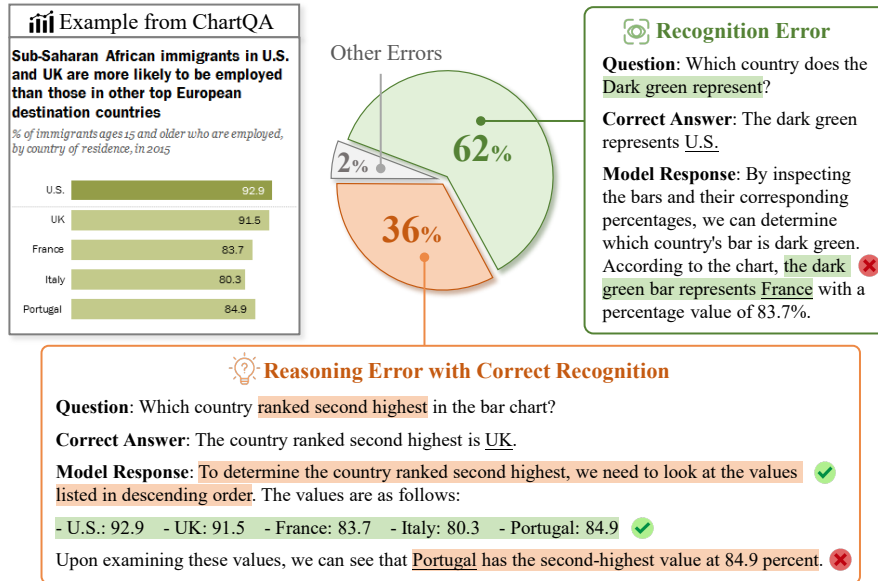 Example from ChartQA
Sub-Saharan African immigrants in U.S.
and UK are more likely to be employed
than those in other top European
destination countries
% of immigrants ages 15 and older who are employed,
by country of residence, in 2015
U.S. 92.9
UK 91.5
France 83.7
Italy 80.3
Portugal 84.9
Other Errors
62%
2%
36%
Recognition Error
Question: Which country does the
Dark green represent?
Correct Answer: The dark green
represents U.S.
Model Response: By inspecting
the bars and their corresponding
percentages, we can determine
which country's bar is dark green.
According to the chart, the dark
green bar represents France with a
percentage value of 83.7%.
Reasoning Error with Correct Recognition
Question: Which country ranked second highest in the bar chart?
Correct Answer: The country ranked second highest is UK.
Model Response: To determine the country ranked second highest, we need to look at the values
listed in descending order. The values are as follows:
- U.S.: 92.9 - UK: 91.5 - France: 83.7 - Italy: 80.3 - Portugal: 84.9
Upon examining these values, we can see that Portugal has the second-highest value at 84.9 percent.